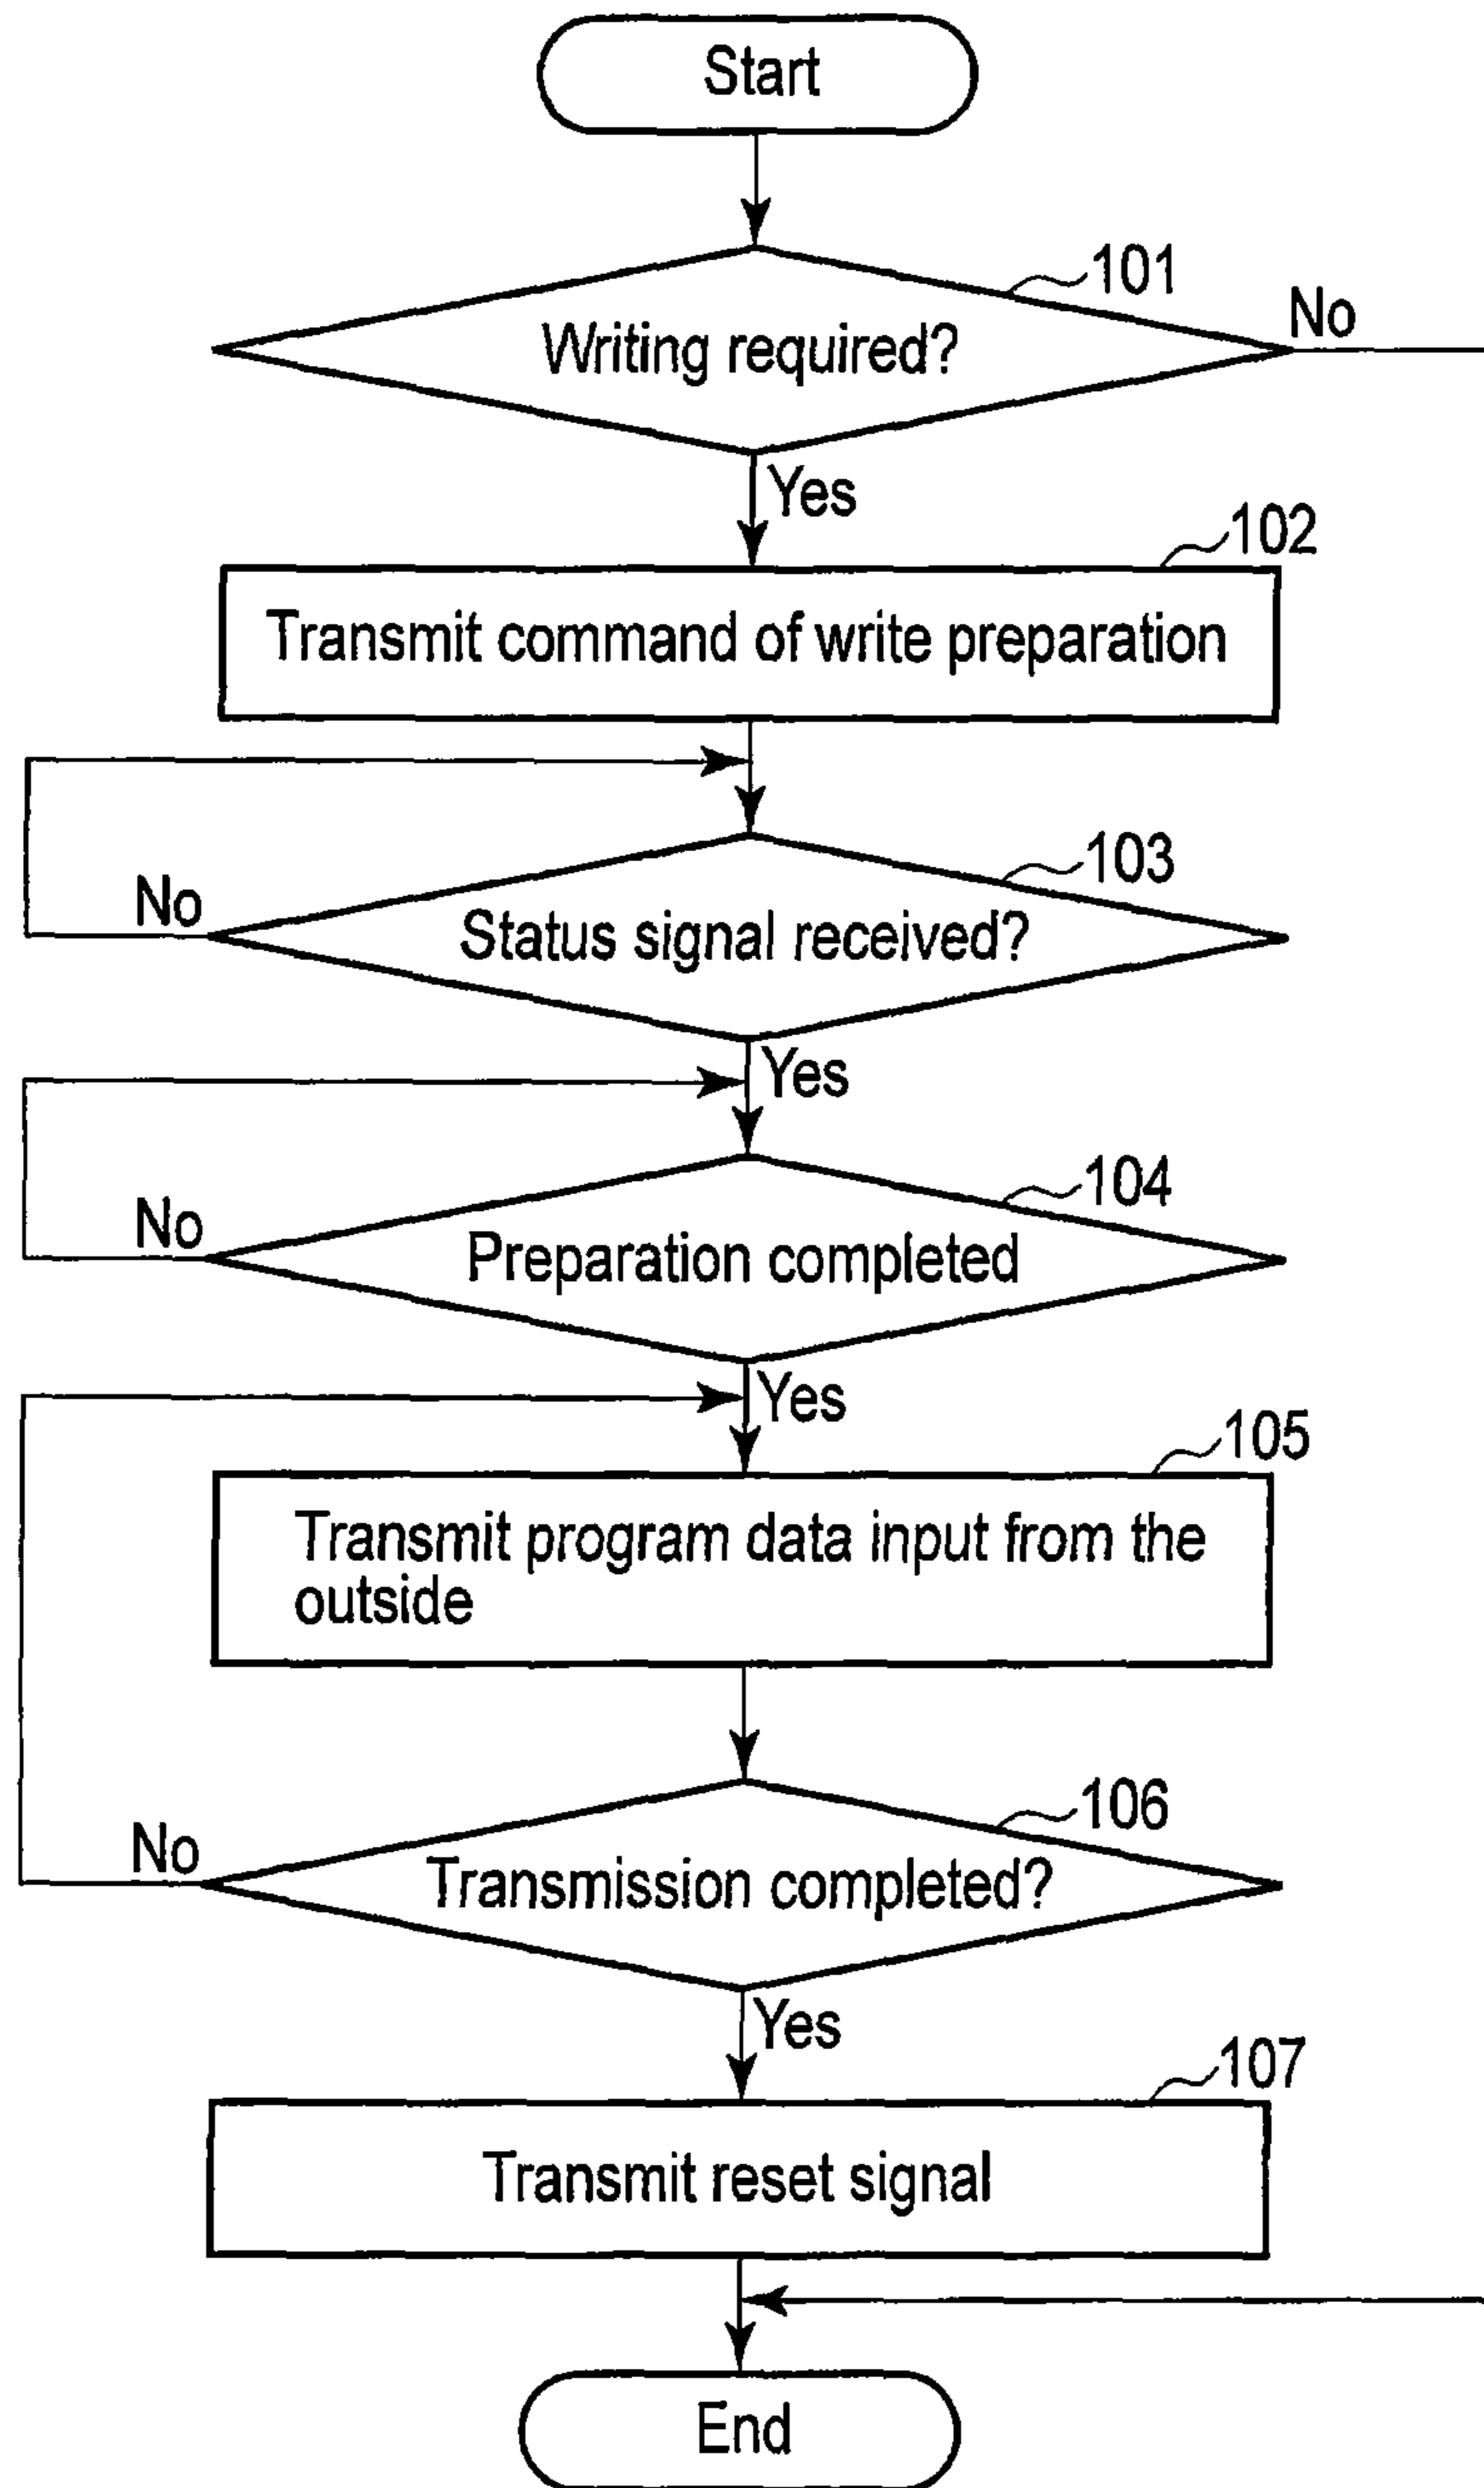 Start
101
No
Writing required?
Yes
102
Transmit command of write preparation
103
No
Status signal received?
Yes
104
No
Preparation completed
Yes
105
Transmit program data input from the
outside
106
No
Transmission completed?
Yes
107
Transmit reset signal
End